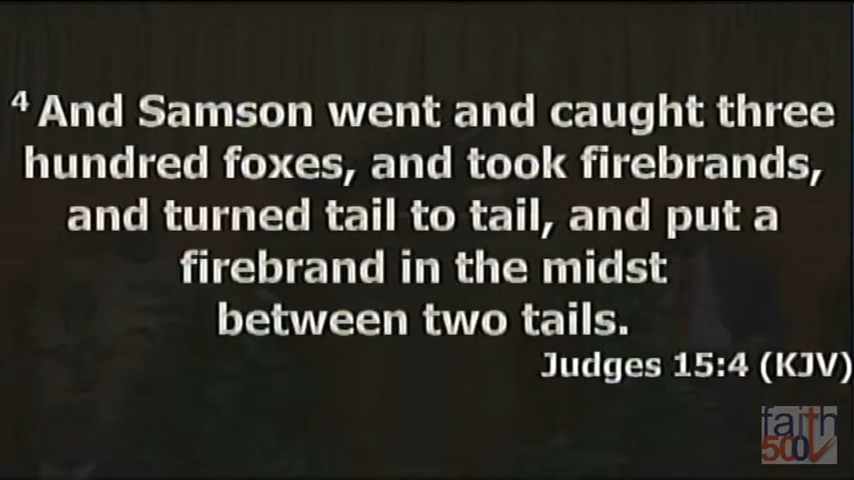 4 And Samson went and caught three
hundred foxes, and took firebrands,
and turned tail to tail, and put a
firebrand in the midst
between two tails.
Judges 15:4 (KJV)
faith
500